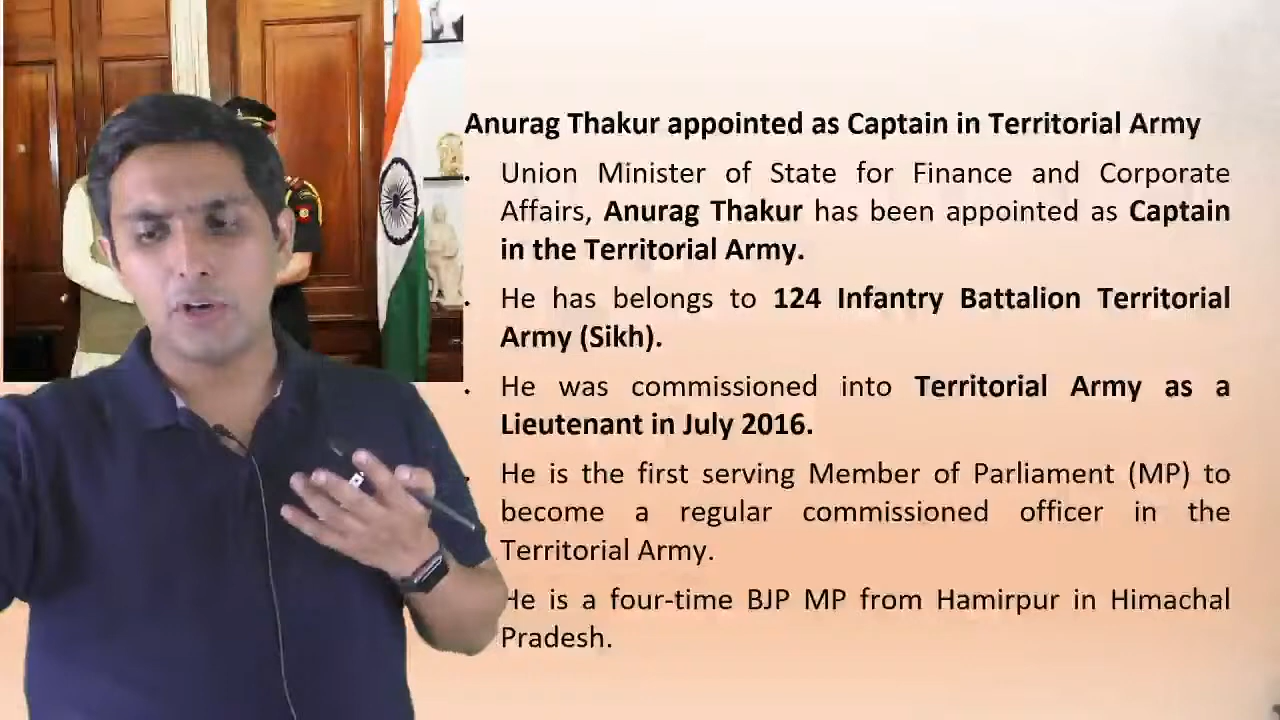 Anurag Thakur appointed as Captain in Territorial Army
Union Minister of State for Finance and Corporate
Affairs, Anurag Thakur has been appointed as Captain
in the Territorial Army.
He has belongs to 124 Infantry Battalion Territorial
Army (Sikh).
He was commissioned into Territorial Army as a
Lieutenant in July 2016.
He is the first serving Member of Parliament (MP) to
become a regular commissioned officer in the
Territorial Army.
He is a four-time BJP MP from Hamirpur in Himachal
Pradesh.